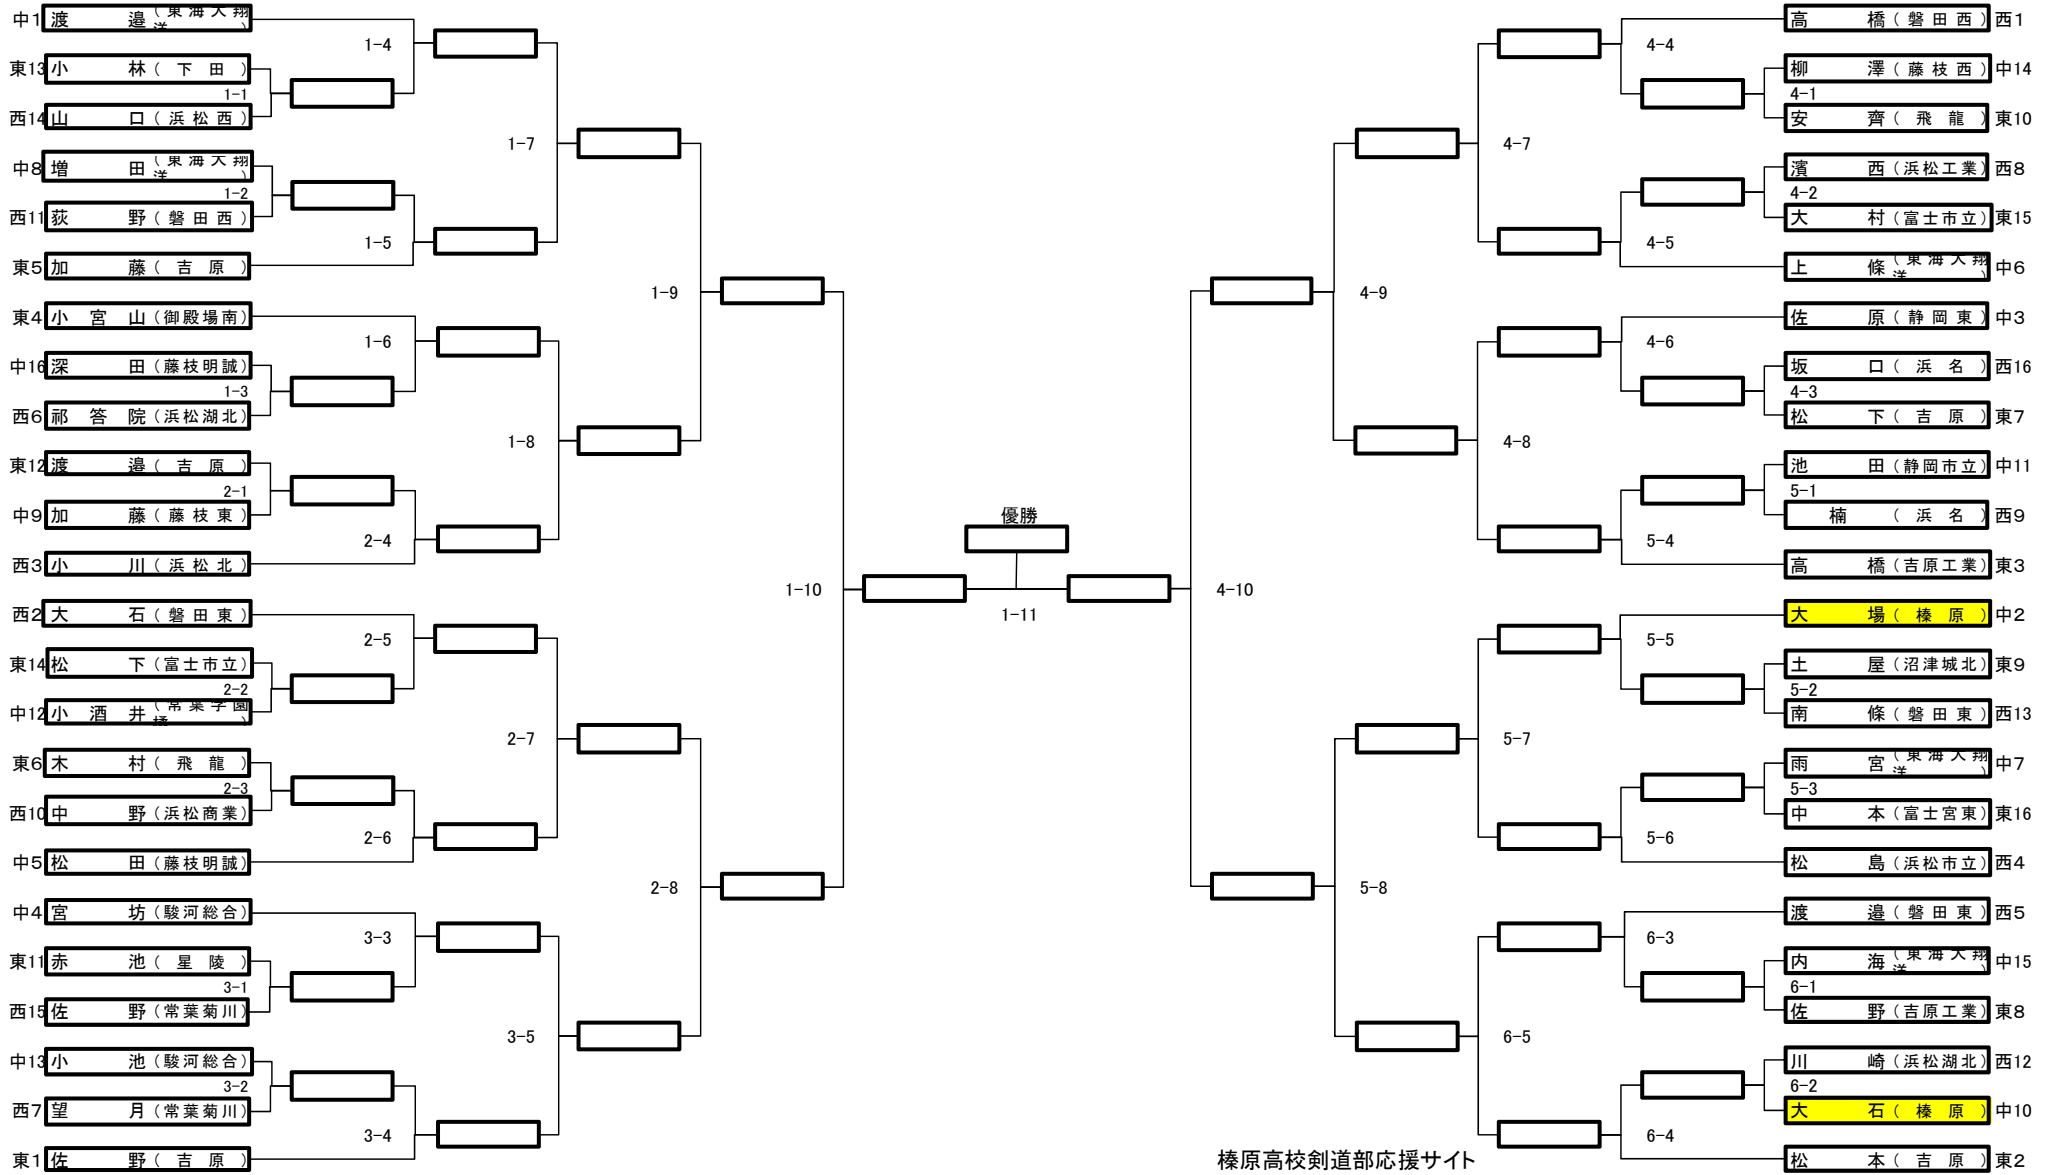 中1 渡 邉 (東海大翔洋)
1-4
東13 小 林 (下田)
1-1
西14 山 口 (浜松西)
1-7
中8 増 田 (東海大翔洋)
1-2
西11 荻 野 (磐田西)
1-5
東5 加 藤 (吉原)
1-9
東4 小 宮 山 (御殿場南)
1-6
中16 深 田 (藤枝明誠)
1-3
西6 祁 答 院 (浜松湖北)
1-8
東12 渡 邉 (吉原)
2-1
中9 加 藤 (藤枝東)
2-4
西3 小 川 (浜松北)
1-10
西2 大 石 (磐田東)
2-5
東14 松 下 (富士市立)
2-2
中12 小 酒 井 (常葉学園橘)
2-7
東6 木 村 (飛龍)
2-3
西10 中 野 (浜松商業)
2-6
中5 松 田 (藤枝明誠)
2-8
中4 宮 坊 (駿河総合)
3-3
東11 赤 池 (星陵)
3-1
西15 佐 野 (常葉菊川)
3-5
中13 小 池 (駿河総合)
3-2
西7 望 月 (常葉菊川)
3-4
東1 佐 野 (吉原)
優勝
1-11
高 橋 (磐田西) 西1
4-4
柳 澤 (藤枝西) 中14
4-1
安 齊 (飛龍) 東10
4-7
濱 西 (浜松工業) 西8
4-2
大 村 (富士市立) 東15
4-5
上 條 (東海大翔洋) 中6
4-9
佐 原 (静岡東) 中3
4-6
坂 口 (浜名) 西16
4-3
松 下 (吉原) 東7
4-8
池 田 (静岡市立) 中11
5-1
楠 (浜名) 西9
5-4
高 橋 (吉原工業) 東3
4-10
大 場 (榛原) 中2
5-5
土 屋 (沼津城北) 東9
5-2
南 條 (磐田東) 西13
5-7
雨 宮 (東海大翔洋) 中7
5-3
中 本 (富士宮東) 東16
5-6
松 島 (浜松市立) 西4
5-8
渡 邉 (磐田東) 西5
6-3
内 海 (東海大翔洋) 中15
6-1
佐 野 (吉原工業) 東8
6-5
川 崎 (浜松湖北) 西12
6-2
大 石 (榛原) 中10
6-4
松 本 (吉原) 東2
榛原高校剣道部応援サイト